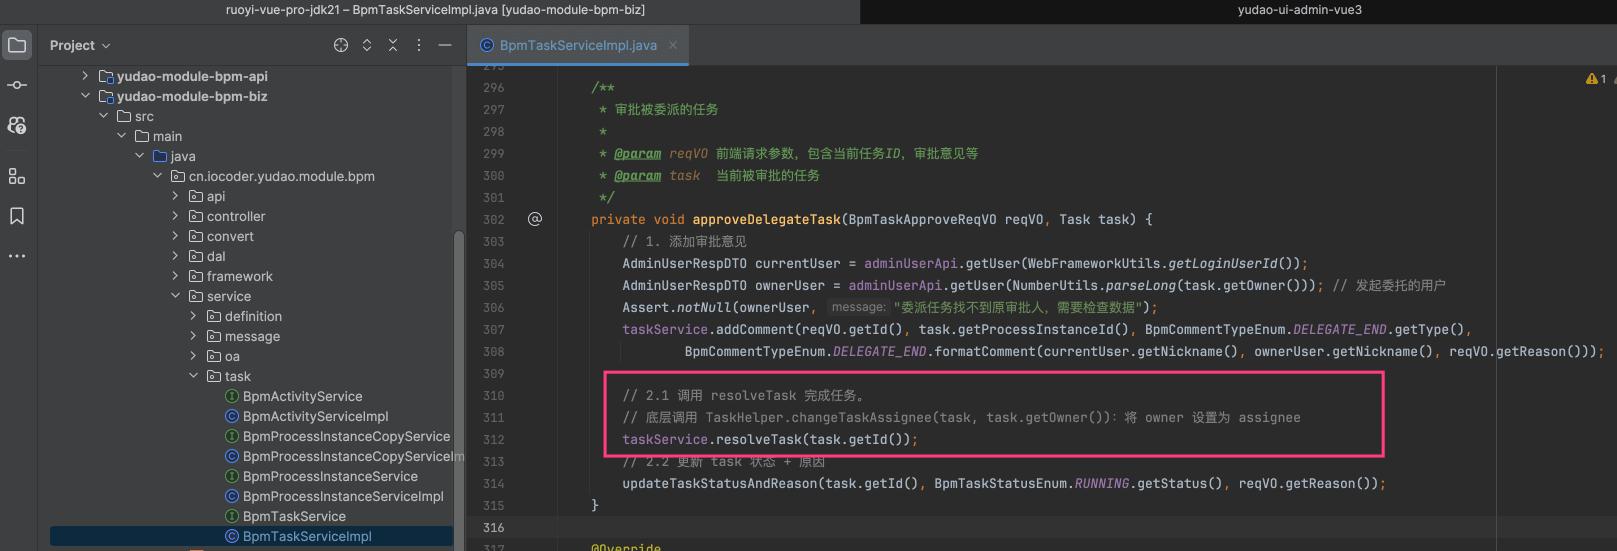 ruoyi-vue-pro-jdk21 – BpmTaskServiceImpl.java [yudao-module-bpm-biz]
yudao-ui-admin-vue3
Project
BpmTaskServiceImpl.java
yudao-module-bpm-api
yudao-module-bpm-biz
src
main
java
cn.iocoder.yudao.module.bpm
api
controller
convert
dal
framework
service
definition
message
oa
task
BpmActivityService
BpmActivityServiceImpl
BpmProcessInstanceCopyService
BpmProcessInstanceCopyServiceIm
BpmProcessInstanceService
BpmProcessInstanceServiceImpl
BpmTaskService
BpmTaskServiceImpl
1
295
296 /**
297 * 审批被委派的任务
298 *
299 * @param reqVO 前端请求参数，包含当前任务ID，审批意见等
300 * @param task 当前被审批的任务
301 */
302 @ private void approveDelegateTask(BpmTaskApproveReqVO reqVO, Task task) {
303 // 1. 添加审批意见
304 AdminUserRespDTO currentUser = adminUserApi.getUser(WebFrameworkUtils.getLoginUserId());
305 AdminUserRespDTO ownerUser = adminUserApi.getUser(NumberUtils.parseLong(task.getOwner())); // 发起委托的用户
306 Assert.notNull(ownerUser, message: "委派任务找不到原审批人，需要检查数据");
307 taskService.addComment(reqVO.getId(), task.getProcessInstanceId(), BpmCommentTypeEnum.DELEGATE_END.getType(),
308 BpmCommentTypeEnum.DELEGATE_END.formatComment(currentUser.getNickname(), ownerUser.getNickname(), reqVO.getReason()));
309
310 // 2.1 调用 resolveTask 完成任务。
311 // 底层调用 TaskHelper.changeTaskAssignee(task, task.getOwner())：将 owner 设置为 assignee
312 taskService.resolveTask(task.getId());
313 // 2.2 更新 task 状态 + 原因
314 updateTaskStatusAndReason(task.getId(), BpmTaskStatusEnum.RUNNING.getStatus(), reqVO.getReason());
315 }
316
317 @Override